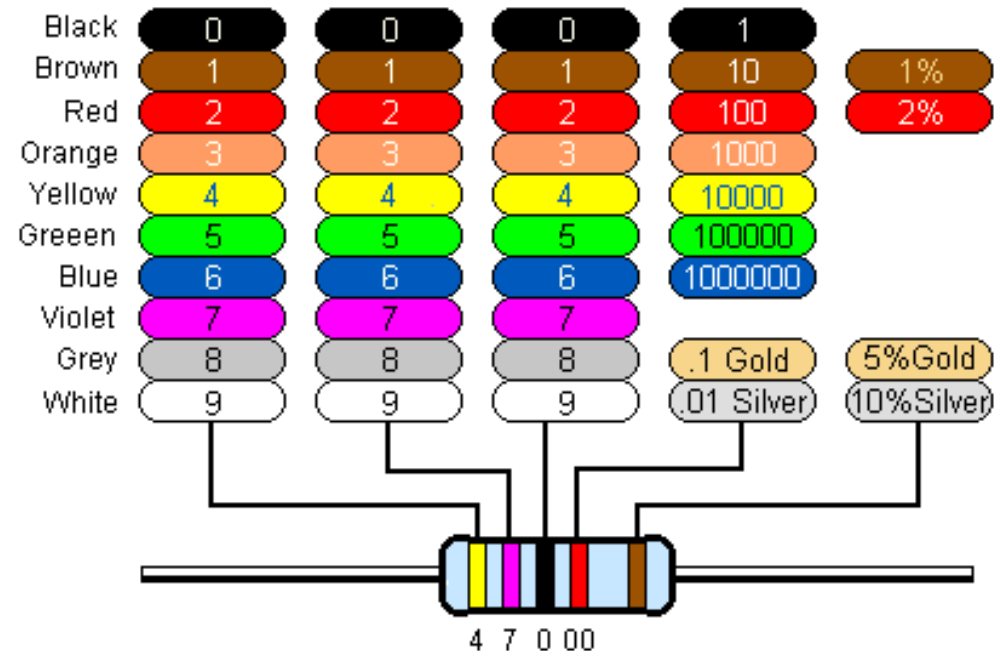 Black 0 0 0 1
Brown 1 1 1 10 1%
Red 2 2 2 100 2%
Orange 3 3 3 1000
Yellow 4 4 4 10000
Greeen 5 5 5 100000
Blue 6 6 6 1000000
Violet 7 7 7
Grey 8 8 8 .1 Gold 5%Gold
White 9 9 9 .01 Silver 10%Silver
4 7 0 00